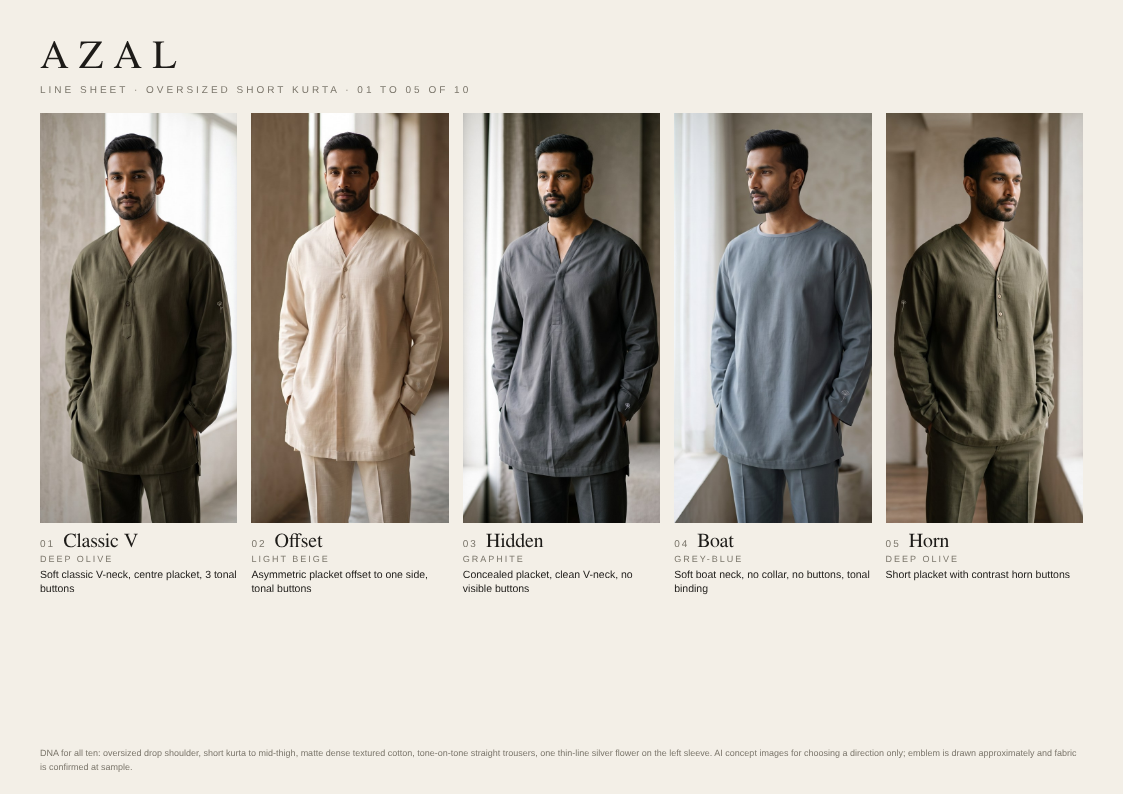 AZAL
LINE SHEET · OVERSIZED SHORT KURTA · 01 TO 05 OF 10
01 Classic V
DEEP OLIVE
Soft classic V-neck, centre placket, 3 tonal
buttons
02 Offset
LIGHT BEIGE
Asymmetric placket offset to one side,
tonal buttons
03 Hidden
GRAPHITE
Concealed placket, clean V-neck, no
visible buttons
04 Boat
GREY-BLUE
Soft boat neck, no collar, no buttons, tonal
binding
05 Horn
DEEP OLIVE
Short placket with contrast horn buttons
DNA for all ten: oversized drop shoulder, short kurta to mid-thigh, matte dense textured cotton, tone-on-tone straight trousers, one thin-line silver flower on the left sleeve. AI concept images for choosing a direction only; emblem is drawn approximately and fabric
is confirmed at sample.